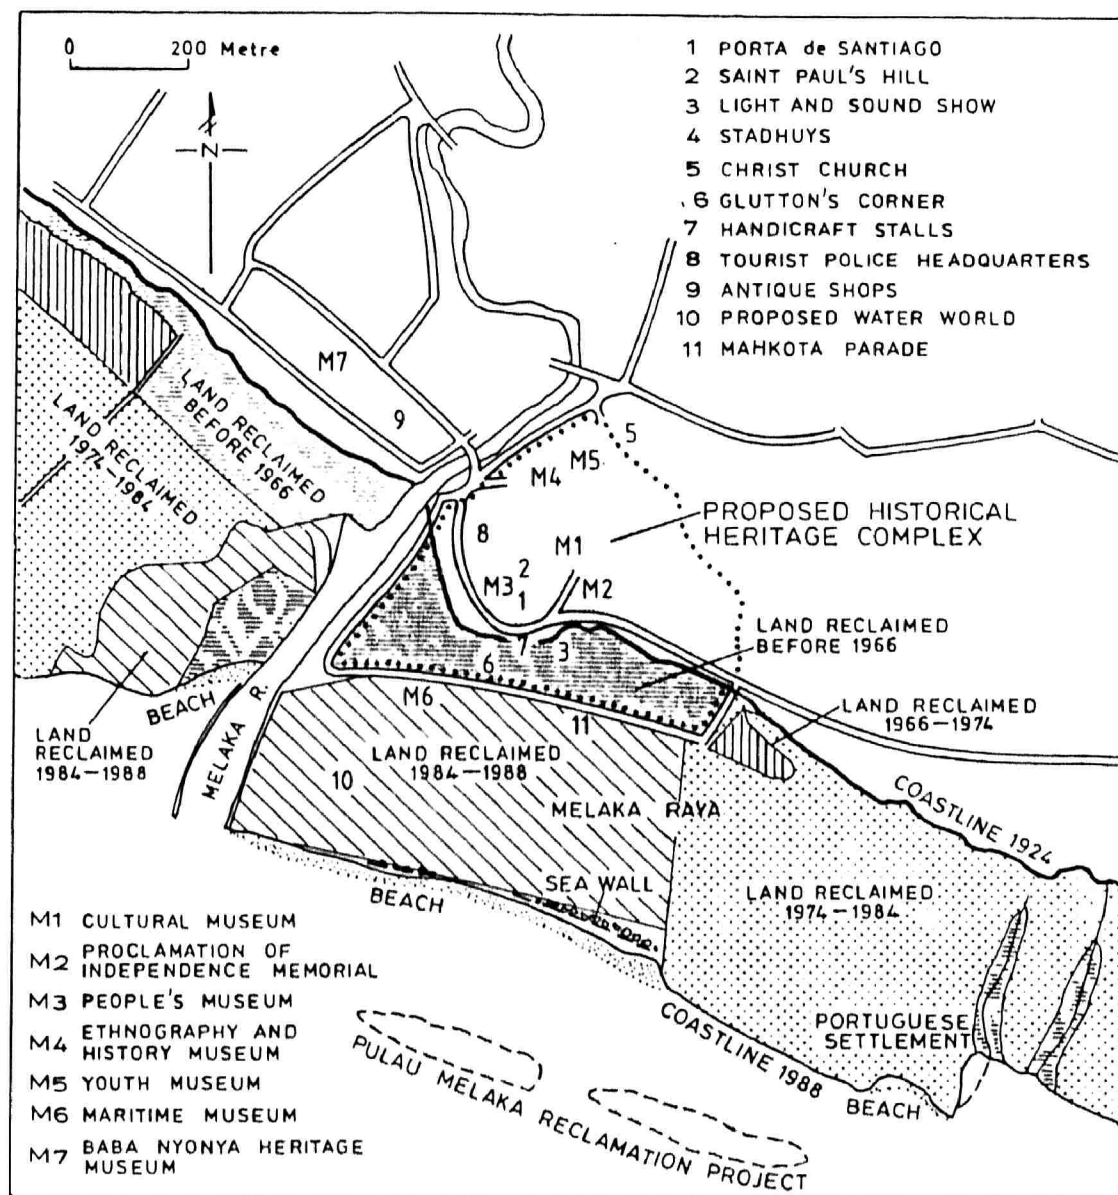 0 200 Metre
N
1 PORTA de SANTIAGO
2 SAINT PAUL'S HILL
3 LIGHT AND SOUND SHOW
4 STADHUYS
5 CHRIST CHURCH
6 GLUTTON'S CORNER
7 HANDICRAFT STALLS
8 TOURIST POLICE HEADQUARTERS
9 ANTIQUE SHOPS
10 PROPOSED WATER WORLD
11 MAHKOTA PARADE
M7
9
LAND RECLAIMED
BEFORE 1966
LAND RECLAIMED
1974-1984
5
M5
M4
8
M1
PROPOSED HISTORICAL
HERITAGE COMPLEX
M3
2
1
M2
7
3
6
LAND RECLAIMED
BEFORE 1966
M6
11
LAND RECLAIMED
1966-1974
BEACH
MELAKA R.
LAND
RECLAIMED
1984-1988
LAND RECLAIMED
1984-1988
10
MELAKA RAYA
COASTLINE 1924
SEA WALL
BEACH
LAND RECLAIMED
1974-1984
COASTLINE 1988
PORTUGUESE
SETTLEMENT
BEACH
PULAU MELAKA RECLAMATION PROJECT
M1 CULTURAL MUSEUM
M2 PROCLAMATION OF
INDEPENDENCE MEMORIAL
M3 PEOPLE'S MUSEUM
M4 ETHNOGRAPHY AND
HISTORY MUSEUM
M5 YOUTH MUSEUM
M6 MARITIME MUSEUM
M7 BABA NYONYA HERITAGE
MUSEUM